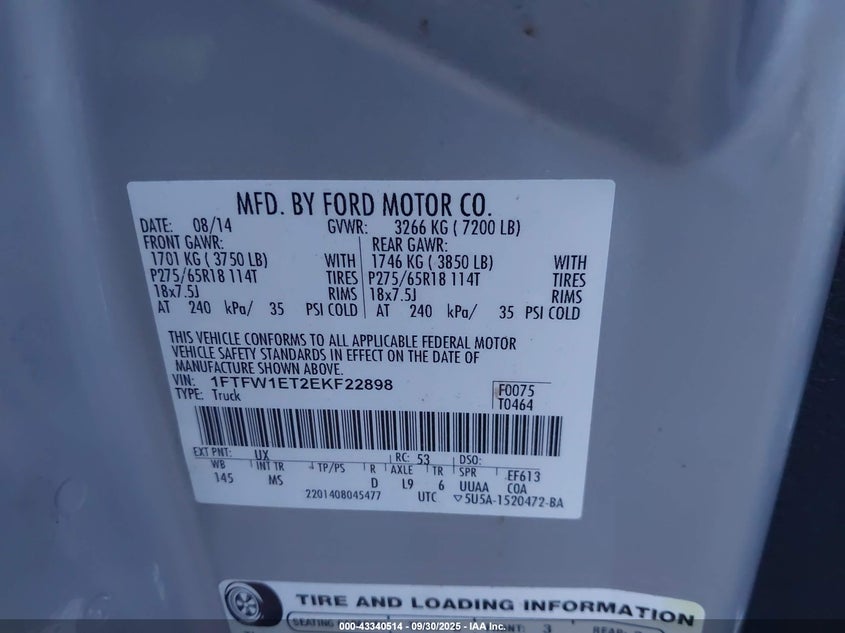 MFD. BY FORD MOTOR CO.
DATE: 08/14 GVWR: 3266 KG ( 7200 LB)
FRONT GAWR: REAR GAWR:
1701 KG ( 3750 LB) WITH 1746 KG ( 3850 LB) WITH
P275/65R18 114T TIRES P275/65R18 114T TIRES
18x7.5J RIMS 18x7.5J RIMS
AT 240 kPa/ 35 PSI COLD AT 240 kPa/ 35 PSI COLD
THIS VEHICLE CONFORMS TO ALL APPLICABLE FEDERAL MOTOR
VEHICLE SAFETY STANDARDS IN EFFECT ON THE DATE OF
MANUFACTURE SHOWN ABOVE.
VIN: 1FTFW1ET2EKF22898 F0075
TYPE: Truck T0464
EXT PNT: UX RC: 53 DSO:
WB INT TR TP/PS R AXLE TR SPR EF613
145 MS D L9 6 UUAA COA
2201408045477 UTC ▽5U5A-1520472-BA
TIRE AND LOADING INFORMATION
SEATING 3 REAR:
000-43340514 - 09/30/2025 - IAA Inc.